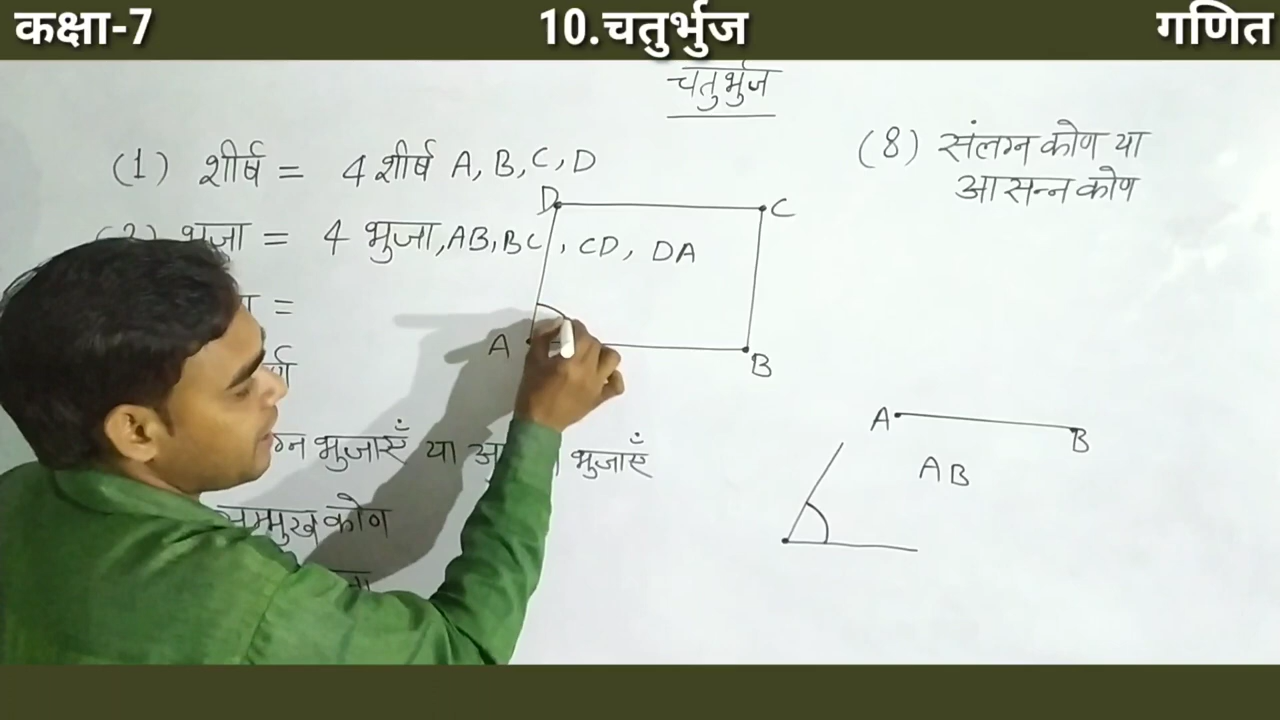 कक्षा-7
10.चतुर्भुज
गणित
चतुर्भुज
(1) शीर्ष = 4 शीर्ष A, B, C, D
भुजा = 4 भुजा, AB, BC, CD, DA
=
भुजाएँ या भुजाएँ
सम्मुख कोण
(8) संलग्न कोण या
आसन्न कोण
D
C
A
B
A
B
AB